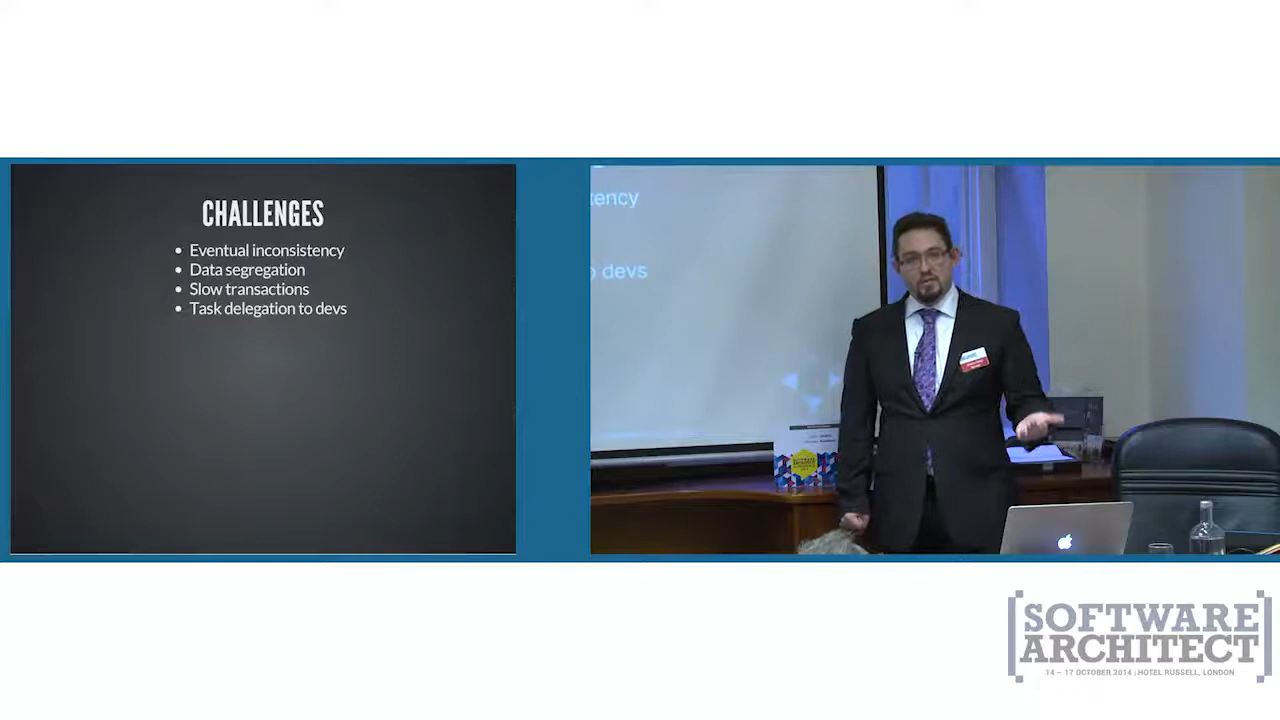 CHALLENGES
• Eventual inconsistency
• Data segregation
• Slow transactions
• Task delegation to devs
tency
to devs
[SOFTWARE
ARCHITECT]
14 – 17 OCTOBER 2014 | HOTEL RUSSELL, LONDON